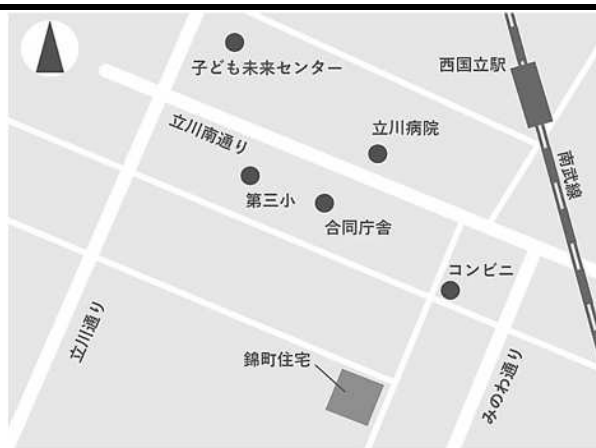 子ども未来センター
西国立駅
立川南通り
立川病院
南武線
第三小
合同庁舎
コンビニ
立川通り
錦町住宅
みのわ通り